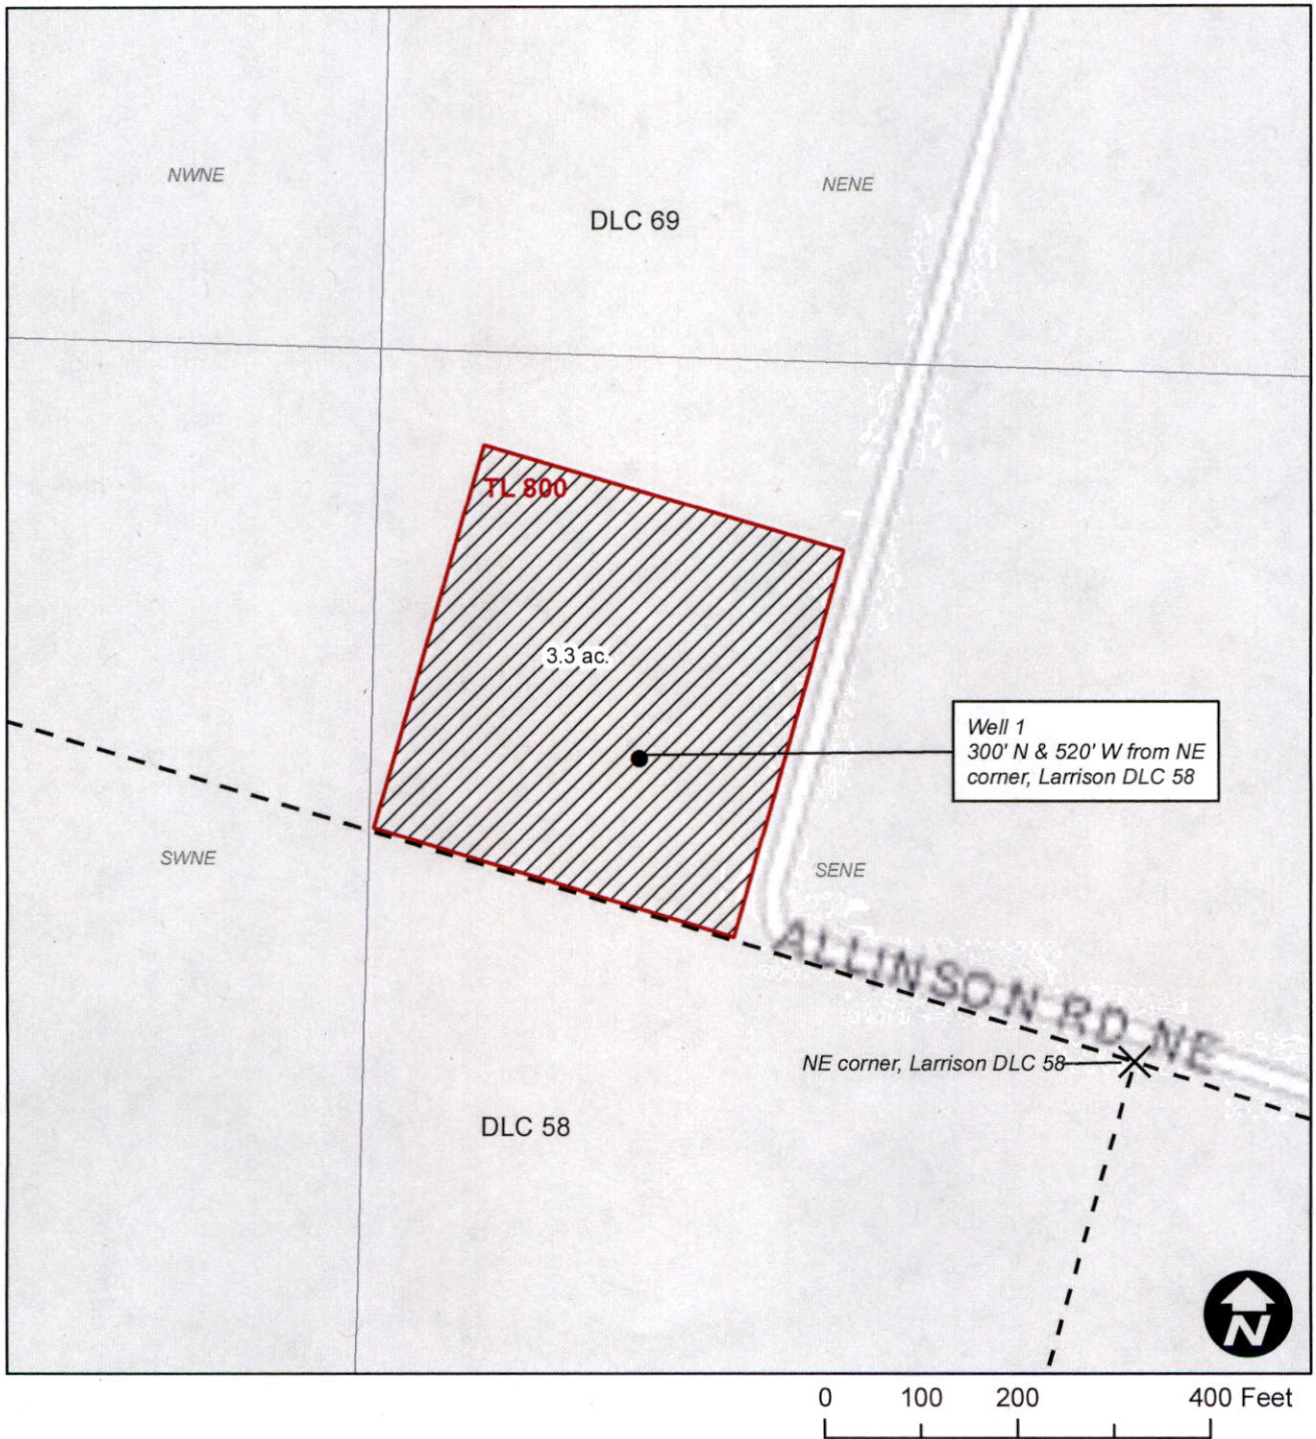 NWNE
NENE
DLC 69
TL 800
3.3 ac.
Well 1
300' N & 520' W from NE
corner, Larrison DLC 58
SWNE
SENE
ALLINSON RD NE
NE corner, Larrison DLC 58
DLC 58
N
0 100 200 400 Feet